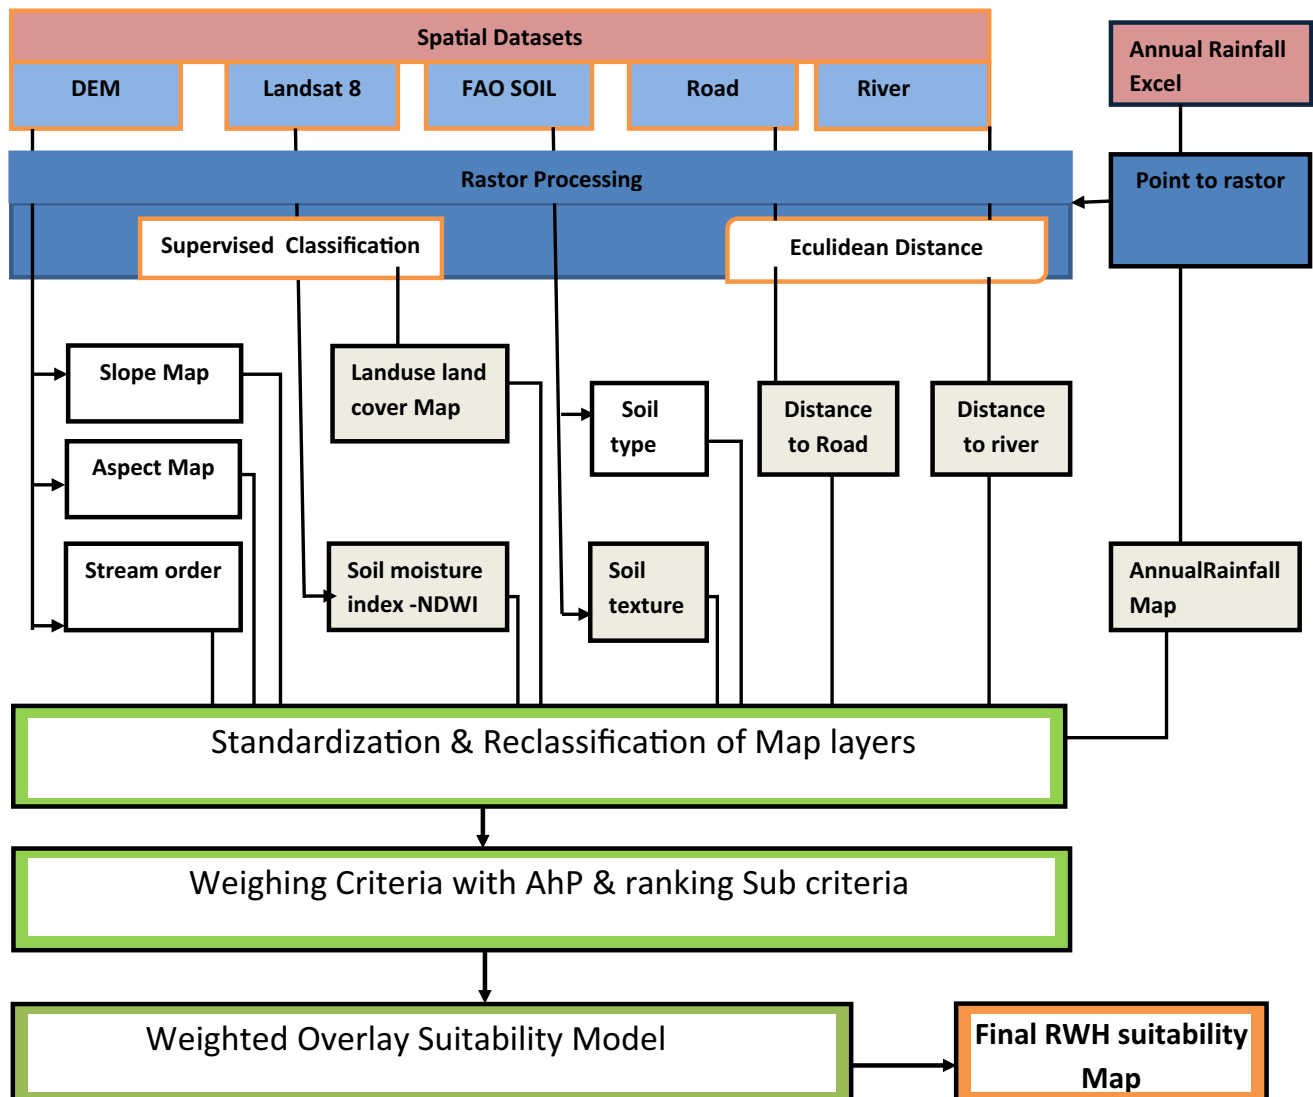 Spatial Datasets
Annual Rainfall
Excel
DEM
Landsat 8
FAO SOIL
Road
River
Rastor Processing
Point to rastor
Supervised Classification
Eculidean Distance
Slope Map
Landuse land
cover Map
Soil
type
Distance
to Road
Distance
to river
Aspect Map
Stream order
Soil moisture
index -NDWI
Soil
texture
AnnualRainfall
Map
Standardization & Reclassification of Map layers
Weighing Criteria with AhP & ranking Sub criteria
Weighted Overlay Suitability Model
Final RWH suitability
Map